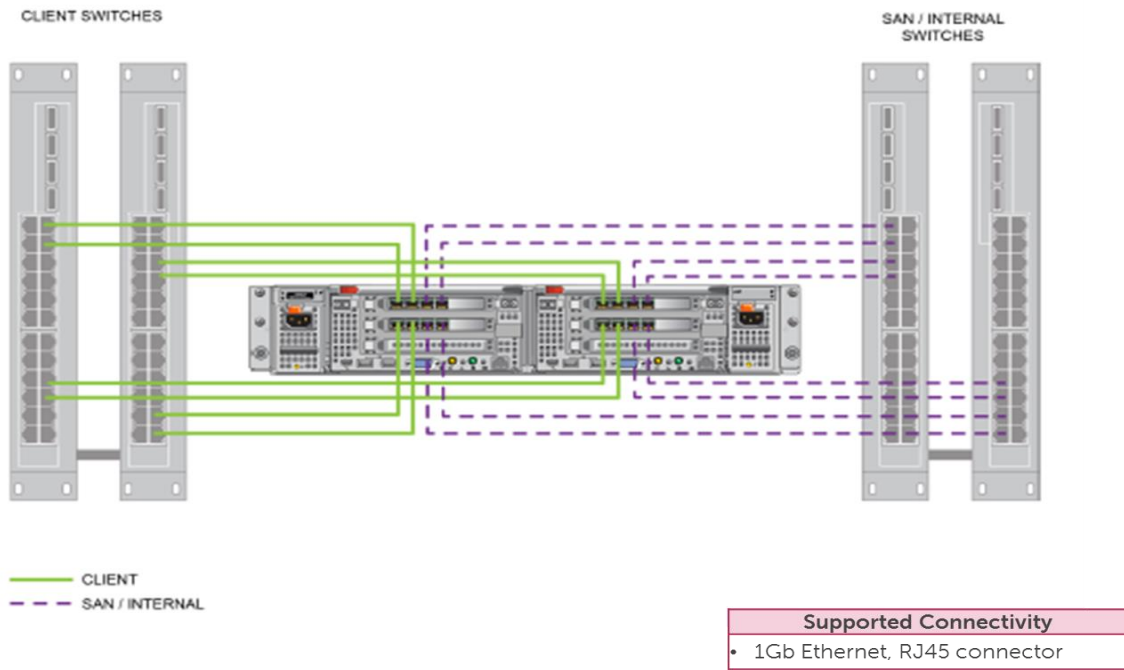 CLIENT SWITCHES
SAN / INTERNAL
SWITCHES
CLIENT
SAN / INTERNAL
Supported Connectivity
• 1Gb Ethernet, RJ45 connector